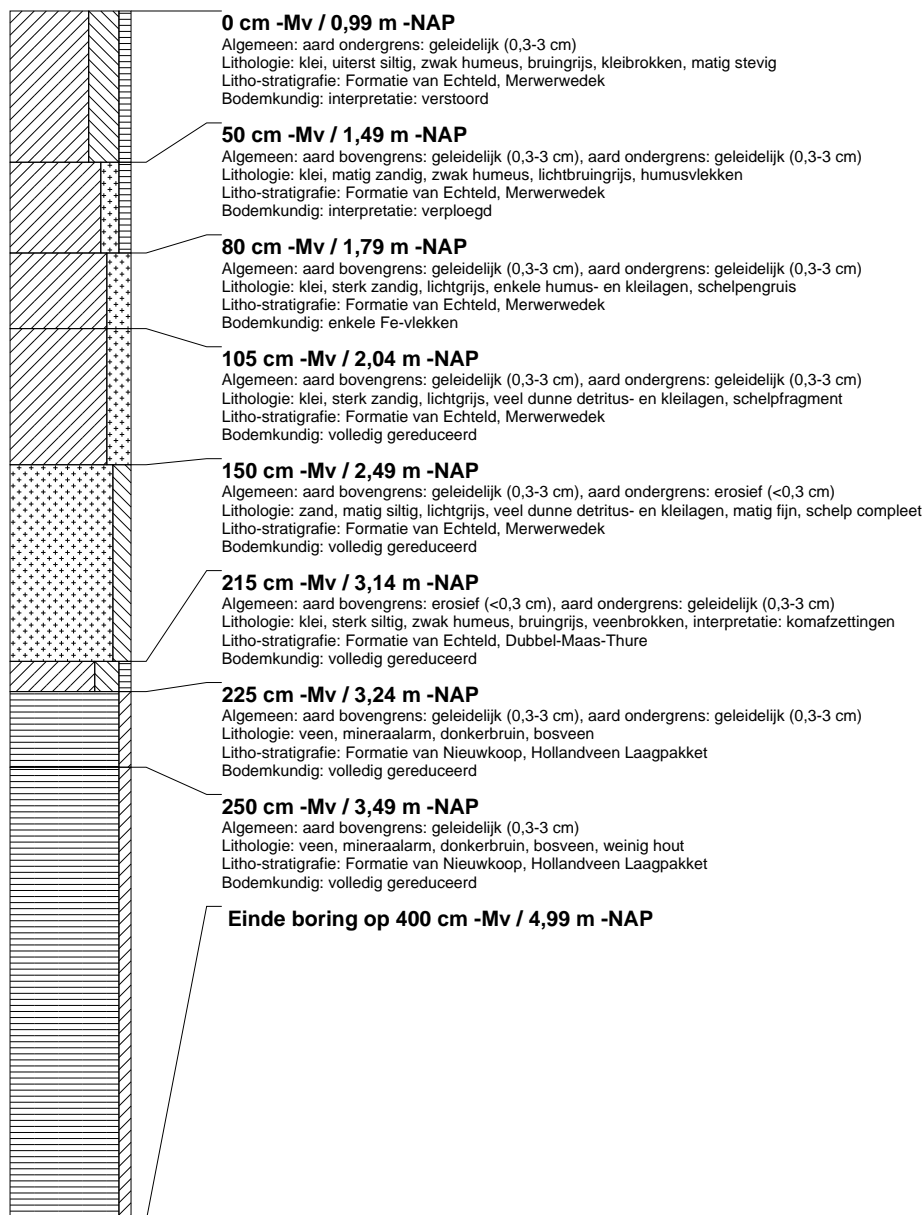 0 cm -Mv / 0,99 m -NAP
Algemeen: aard ondergrens: geleidelijk (0,3-3 cm)
Lithologie: klei, uiterst siltig, zwak humeus, bruingrijs, kleibrokken, matig stevig
Litho-stratigrafie: Formatie van Echteld, Merwerwedek
Bodemkundig: interpretatie: verstoord
50 cm -Mv / 1,49 m -NAP
Algemeen: aard bovengrens: geleidelijk (0,3-3 cm), aard ondergrens: geleidelijk (0,3-3 cm)
Lithologie: klei, matig zandig, zwak humeus, lichtbruingrijs, humusvlekken
Litho-stratigrafie: Formatie van Echteld, Merwerwedek
Bodemkundig: interpretatie: verploegd
80 cm -Mv / 1,79 m -NAP
Algemeen: aard bovengrens: geleidelijk (0,3-3 cm), aard ondergrens: geleidelijk (0,3-3 cm)
Lithologie: klei, sterk zandig, lichtgrijs, enkele humus- en kleilagen, schelpengruis
Litho-stratigrafie: Formatie van Echteld, Merwerwedek
Bodemkundig: enkele Fe-vlekken
105 cm -Mv / 2,04 m -NAP
Algemeen: aard bovengrens: geleidelijk (0,3-3 cm), aard ondergrens: geleidelijk (0,3-3 cm)
Lithologie: klei, sterk zandig, lichtgrijs, veel dunne detritus- en kleilagen, schelpfragment
Litho-stratigrafie: Formatie van Echteld, Merwerwedek
Bodemkundig: volledig gereduceerd
150 cm -Mv / 2,49 m -NAP
Algemeen: aard bovengrens: geleidelijk (0,3-3 cm), aard ondergrens: erosief (<0,3 cm)
Lithologie: zand, matig siltig, lichtgrijs, veel dunne detritus- en kleilagen, matig fijn, schelp compleet
Litho-stratigrafie: Formatie van Echteld, Merwerwedek
Bodemkundig: volledig gereduceerd
215 cm -Mv / 3,14 m -NAP
Algemeen: aard bovengrens: erosief (<0,3 cm), aard ondergrens: geleidelijk (0,3-3 cm)
Lithologie: klei, sterk siltig, zwak humeus, bruingrijs, veenbrokken, interpretatie: komafzettingen
Litho-stratigrafie: Formatie van Echteld, Dubbel-Maas-Thure
Bodemkundig: volledig gereduceerd
225 cm -Mv / 3,24 m -NAP
Algemeen: aard bovengrens: geleidelijk (0,3-3 cm), aard ondergrens: geleidelijk (0,3-3 cm)
Lithologie: veen, mineraalarm, donkerbruin, bosveen
Litho-stratigrafie: Formatie van Nieuwkoop, Hollandveen Laagpakket
Bodemkundig: volledig gereduceerd
250 cm -Mv / 3,49 m -NAP
Algemeen: aard bovengrens: geleidelijk (0,3-3 cm)
Lithologie: veen, mineraalarm, donkerbruin, bosveen, weinig hout
Litho-stratigrafie: Formatie van Nieuwkoop, Hollandveen Laagpakket
Bodemkundig: volledig gereduceerd
Einde boring op 400 cm -Mv / 4,99 m -NAP